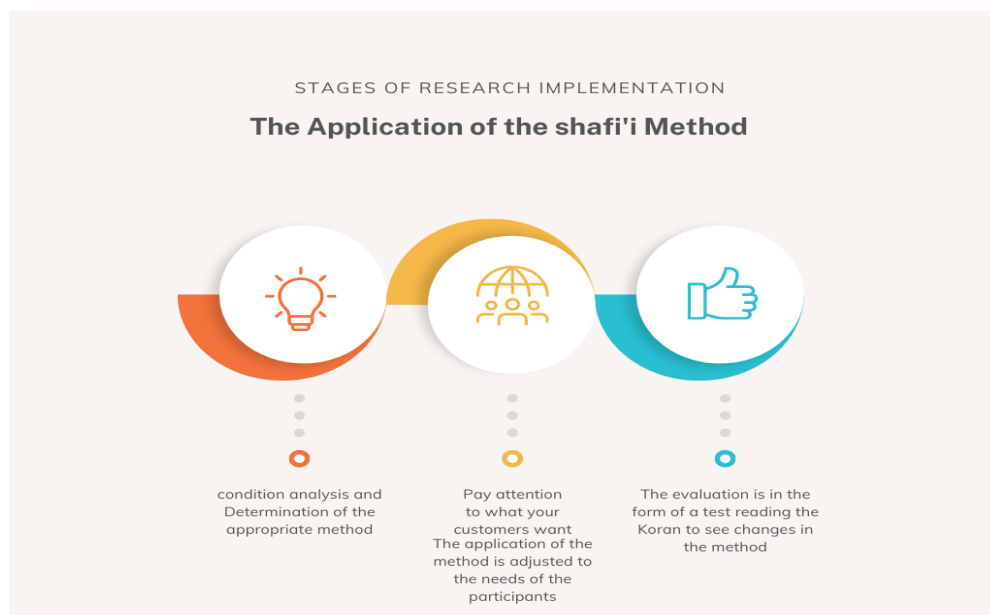 STAGES OF RESEARCH IMPLEMENTATION
The Application of the shafi'i Method
condition analysis and
Determination of the
appropriate method
Pay attention
to what your
customers want
The application of the
method is adjusted to
the needs of the
participants
The evaluation is in the
form of a test reading the
Koran to see changes in
the method